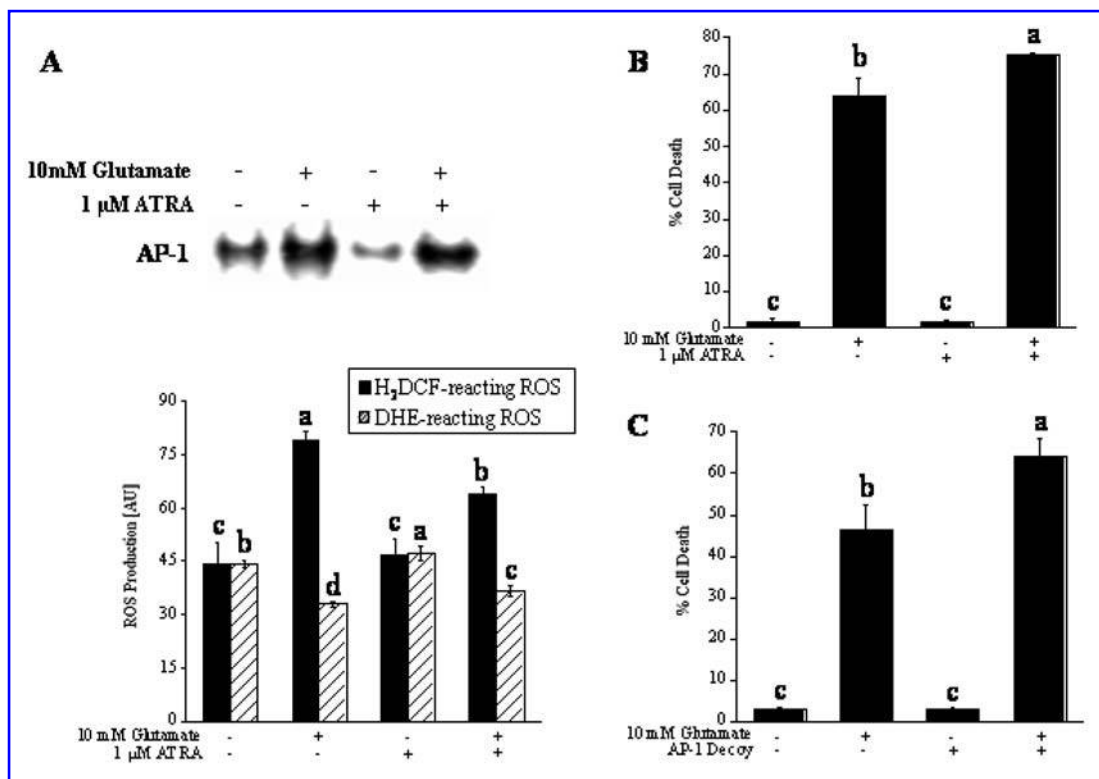 A
10mM Glutamate - + - +
1 µM ATRA - - + +
AP-1
H2DCF-reacting ROS
DHE-reacting ROS
ROS Production [AU]
90
75
60
45
30
15
0
c b a d c a b c
10 mM Glutamate - + - +
1 µM ATRA - - + +
B
% Cell Death
80
70
60
50
40
30
20
10
0
c b c a
10 mM Glutamate - + - +
1 µM ATRA - - + +
C
% Cell Death
70
60
50
40
30
20
10
0
c b c a
10 mM Glutamate - + - +
AP-1 Decoy - - + +